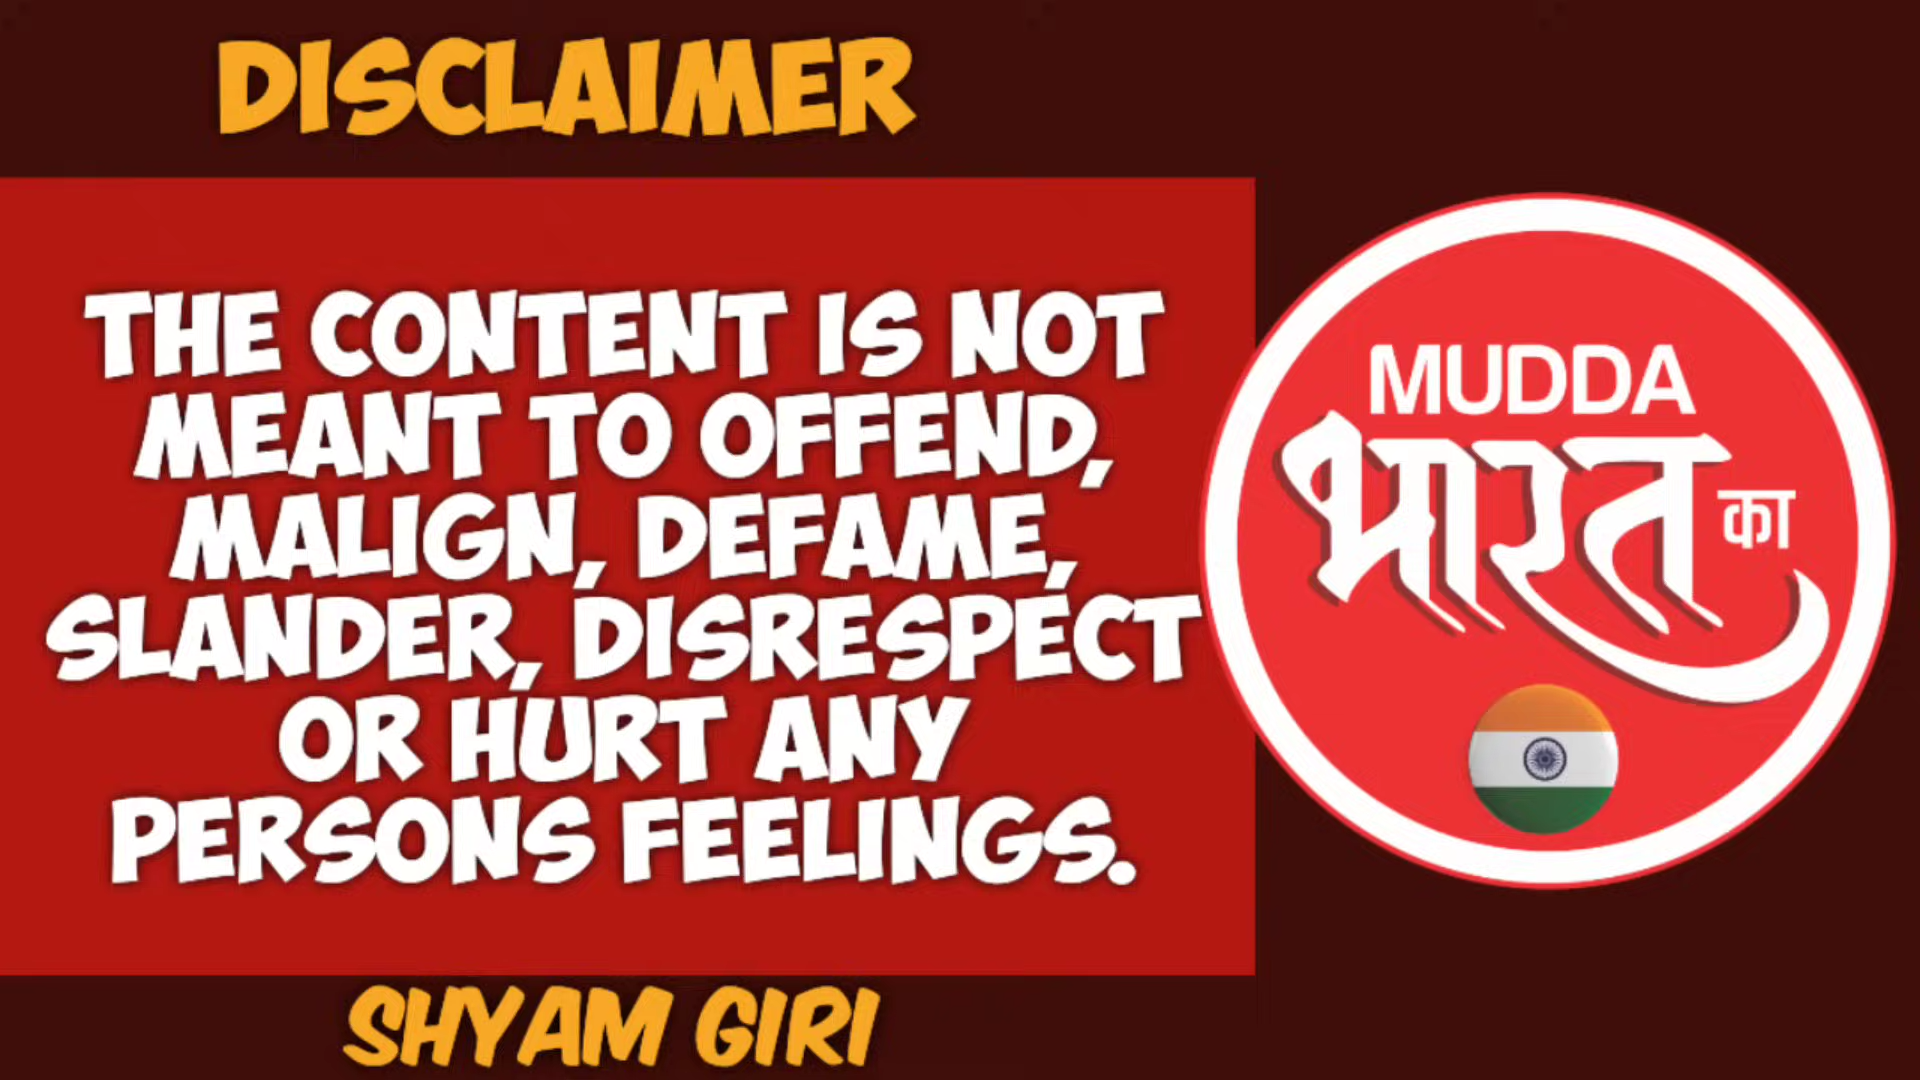 DISCLAIMER
THE CONTENT IS NOT
MEANT TO OFFEND,
MALIGN, DEFAME,
SLANDER, DISRESPECT
OR HURT ANY
PERSONS FEELINGS.
SHYAM GIRI
MUDDA
भारत का